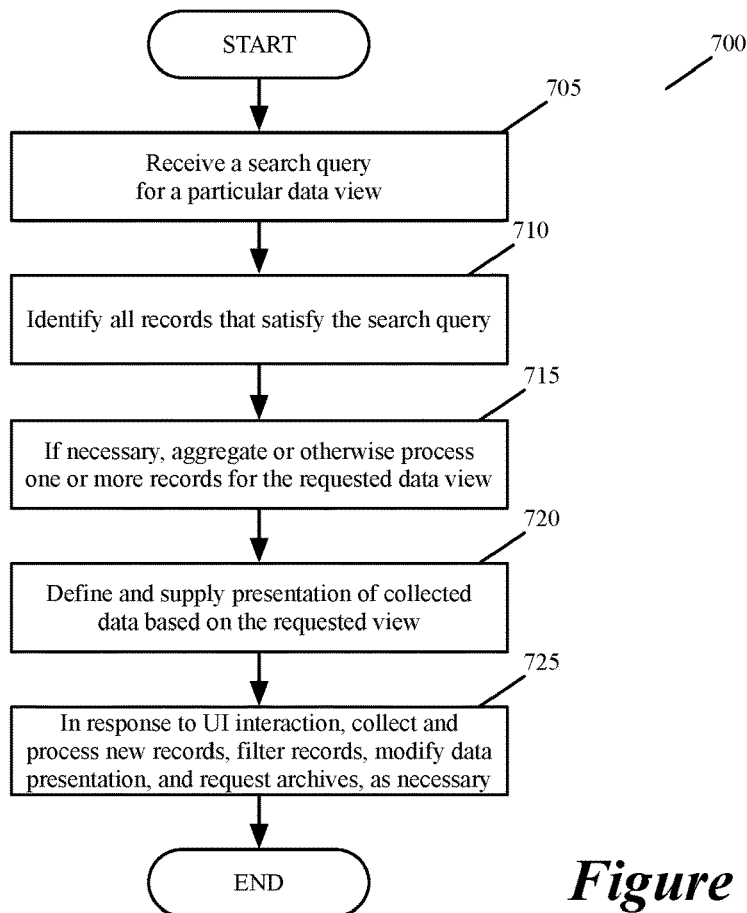 START
700
705
Receive a search query
for a particular data view
710
Identify all records that satisfy the search query
715
If necessary, aggregate or otherwise process
one or more records for the requested data view
720
Define and supply presentation of collected
data based on the requested view
725
In response to UI interaction, collect and
process new records, filter records, modify data
presentation, and request archives, as necessary
END
Figure